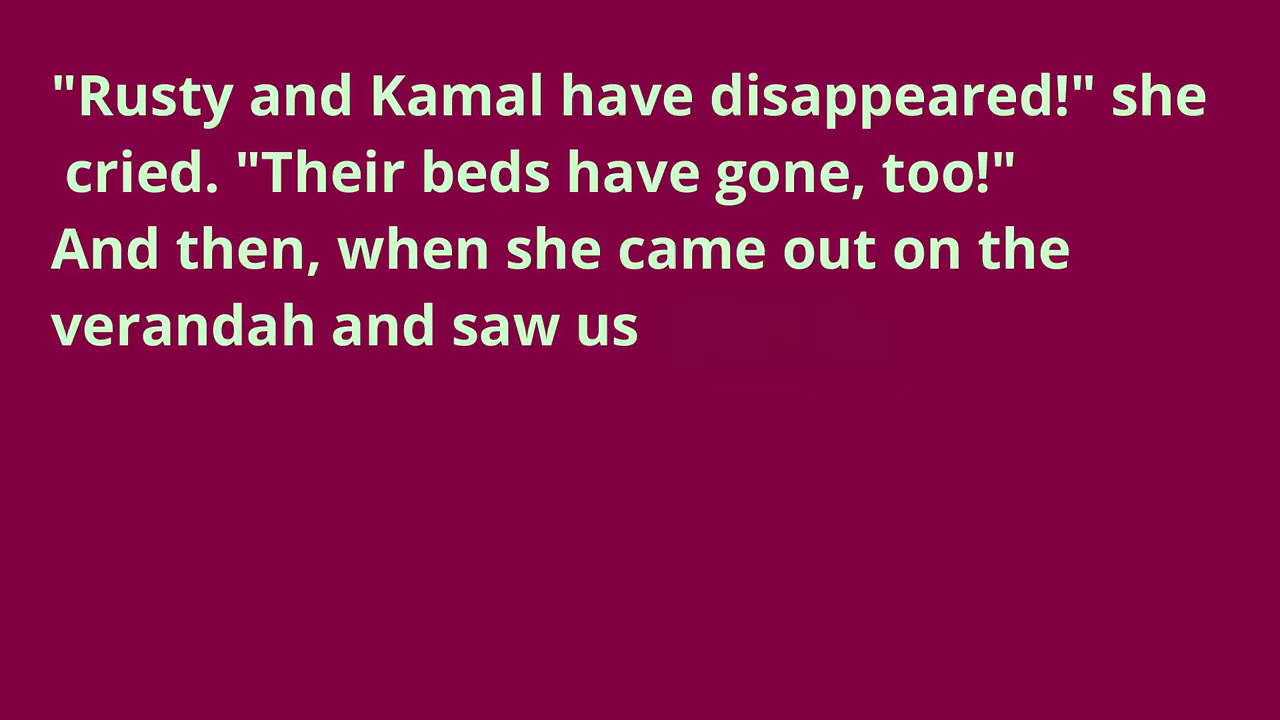 "Rusty and Kamal have disappeared!" she
cried. "Their beds have gone, too!"
And then, when she came out on the
verandah and saw us